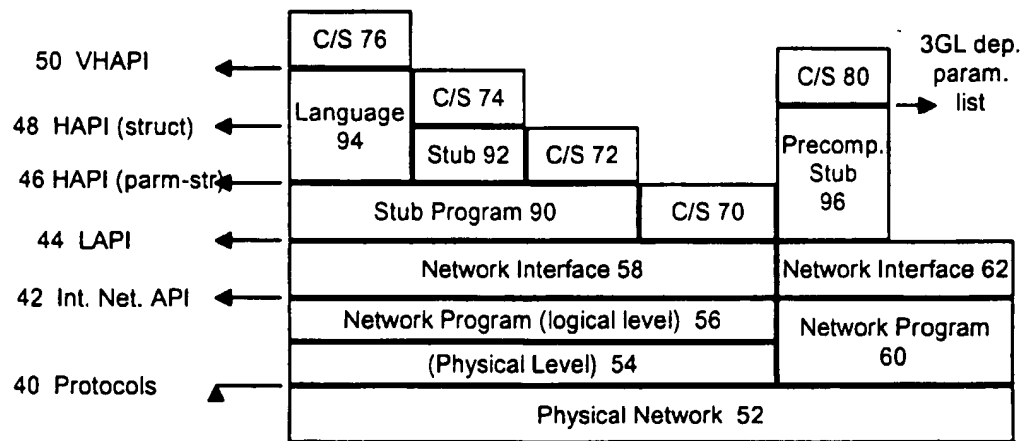 C/S 76
3GL dep.
param.
list
50 VHAPI
C/S 80
C/S 74
Language
94
48 HAPI (struct)
Stub 92
C/S 72
Precomp.
Stub
96
46 HAPI (parm-str)
Stub Program 90
C/S 70
44 LAPI
Network Interface 58
Network Interface 62
42 Int. Net. API
Network Program (logical level) 56
Network Program
60
(Physical Level) 54
40 Protocols
Physical Network 52